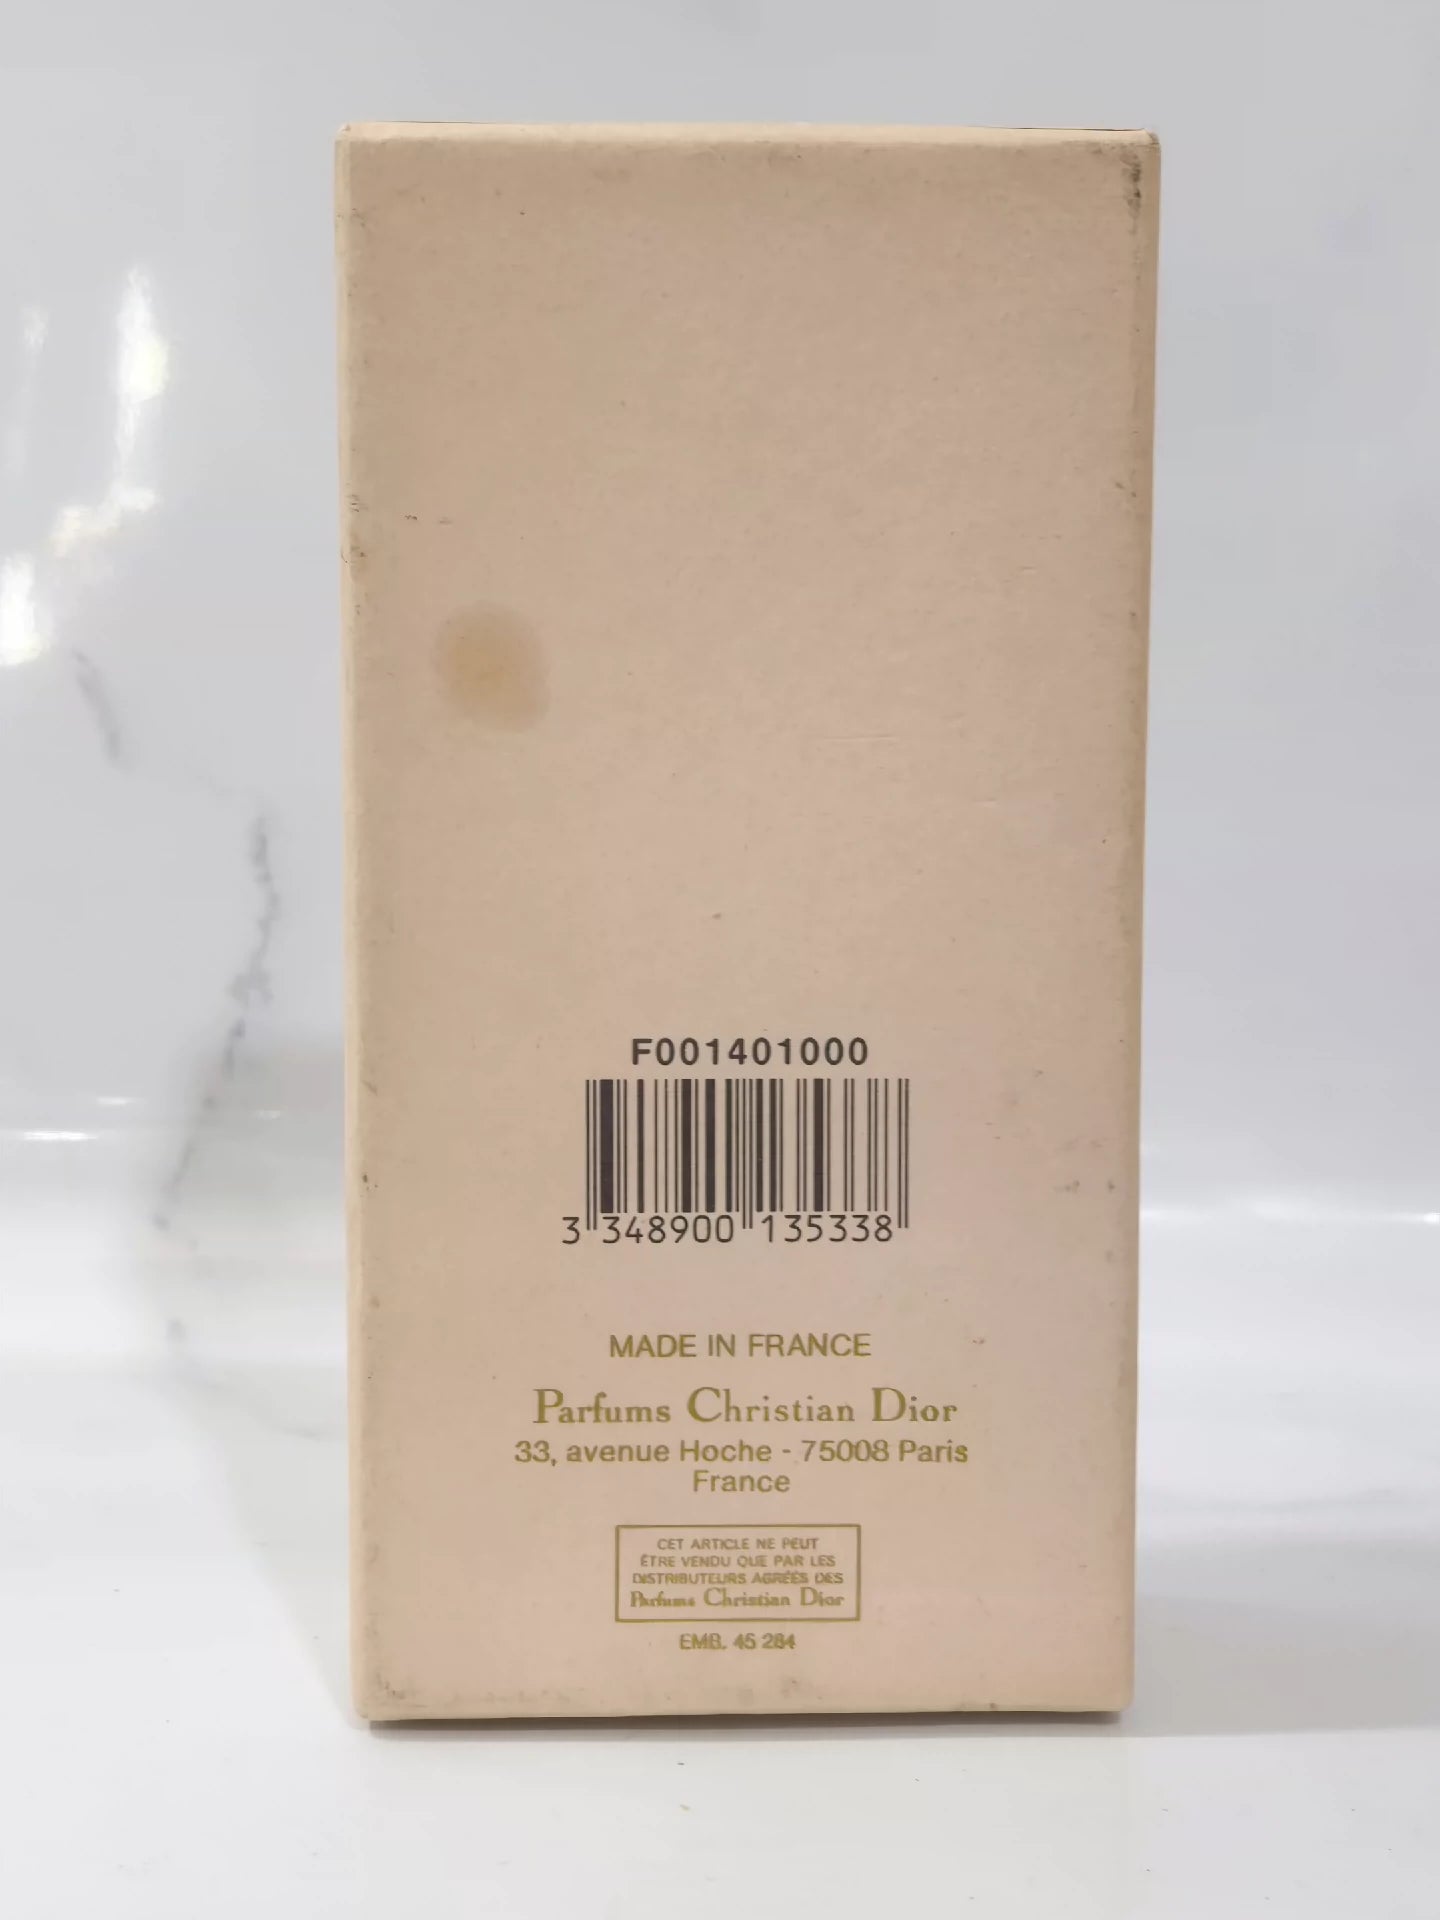 F001401000
3 348900 135338
MADE IN FRANCE
Parfums Christian Dior
33, avenue Hoche - 75008 Paris
France
CET ARTICLE NE PEUT
ÊTRE VENDU QUE PAR LES
DISTRIBUTEURS AGRÉÉS DES
Parfums Christian Dior
EMB. 45 284